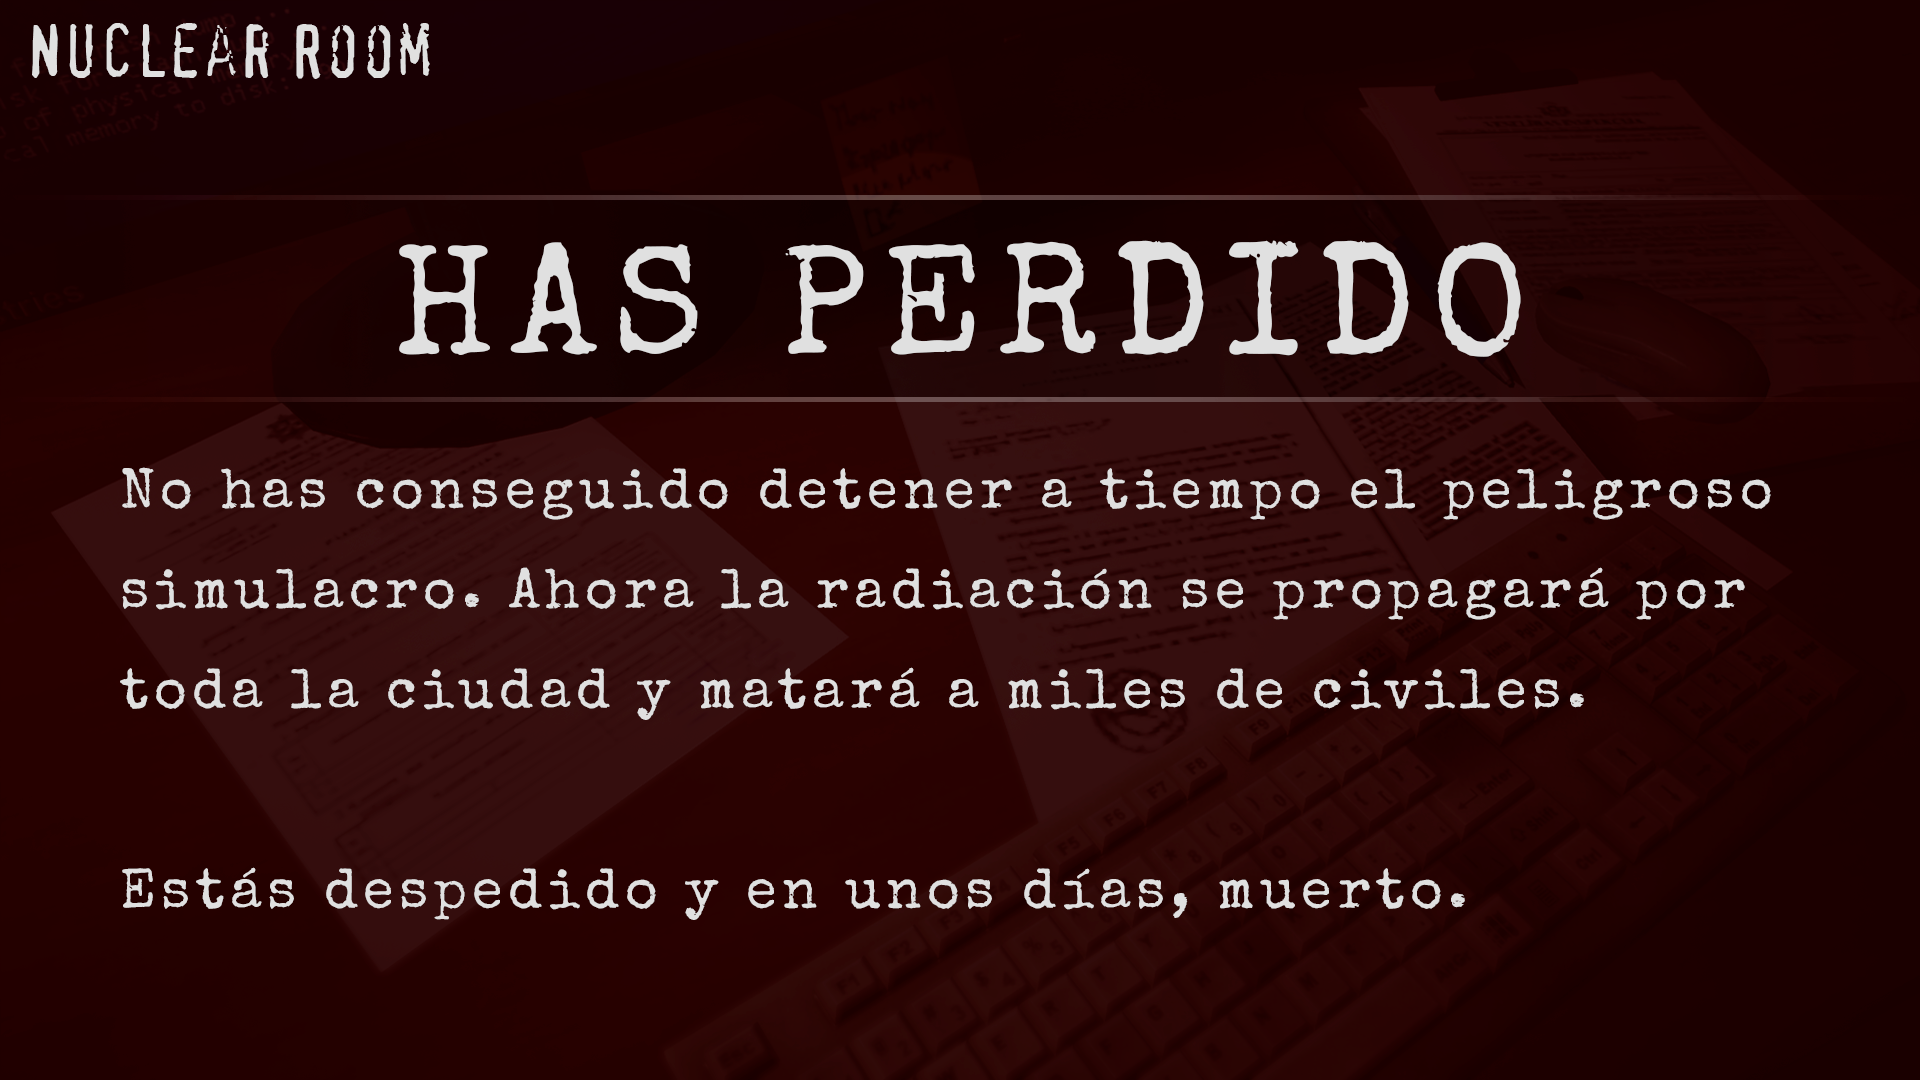 NUCLEAR ROOM
HAS PERDIDO
No has conseguido detener a tiempo el peligroso
simulacro. Ahora la radiación se propagará por
toda la ciudad y matará a miles de civiles.
Estás despedido y en unos días, muerto.